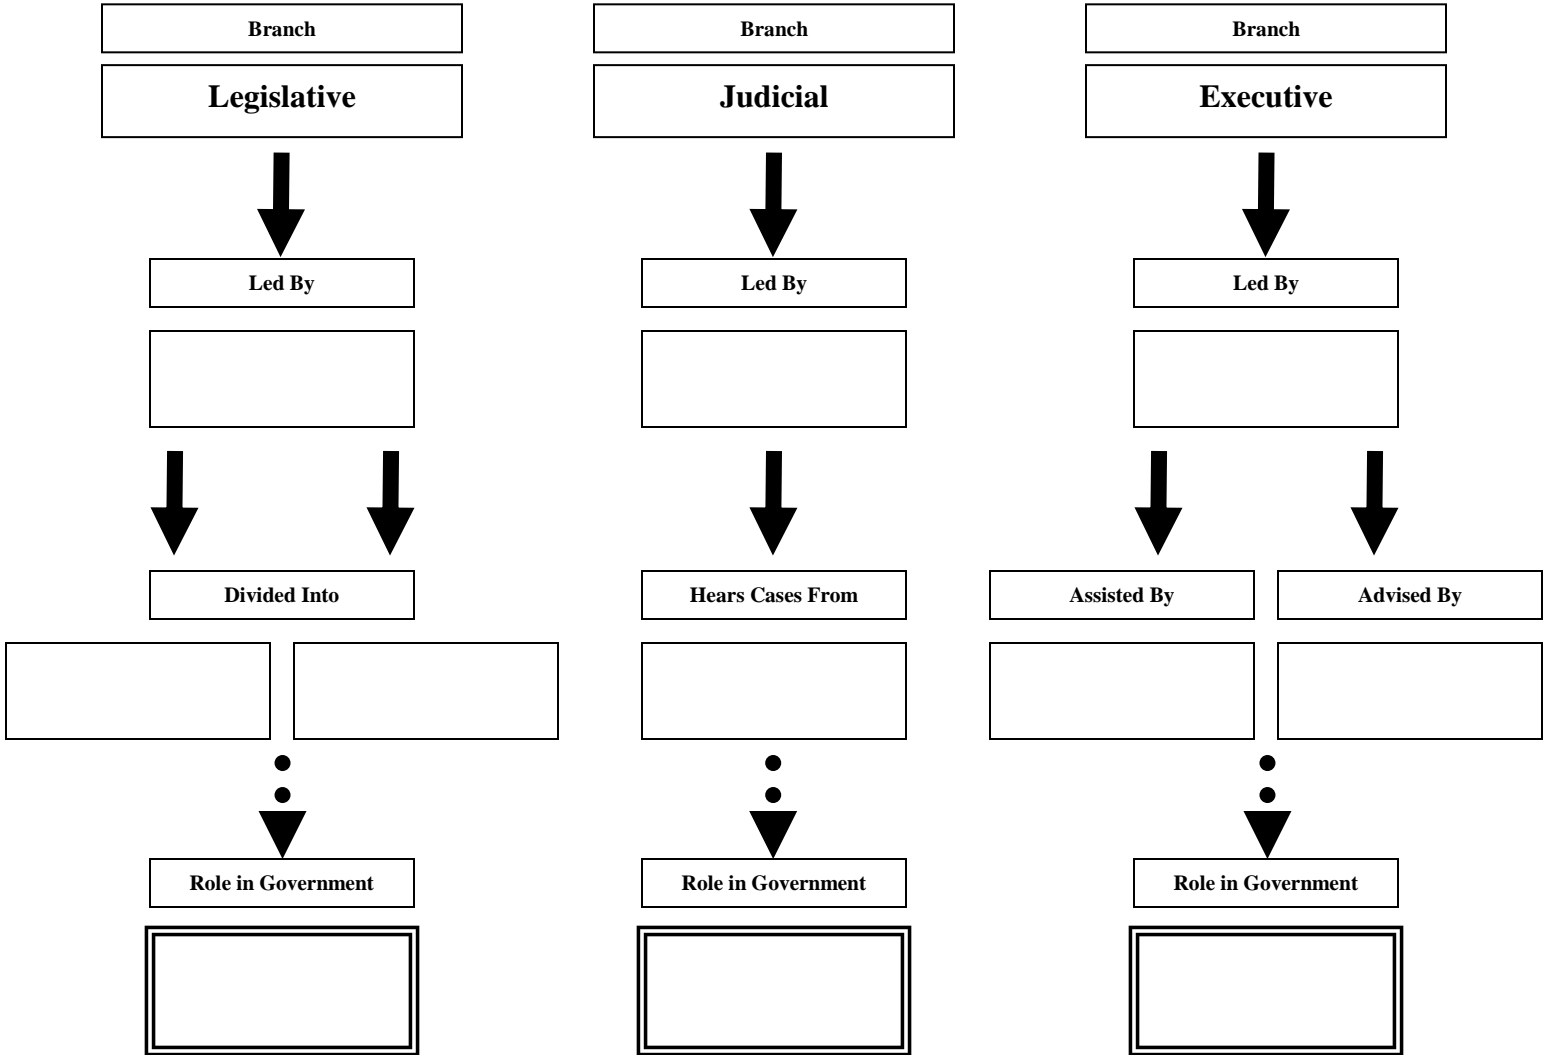 Branch
Branch
Branch
Legislative
Judicial
Executive
Led By
Led By
Led By
Divided Into
Hears Cases From
Assisted By
Advised By
Role in Government
Role in Government
Role in Government